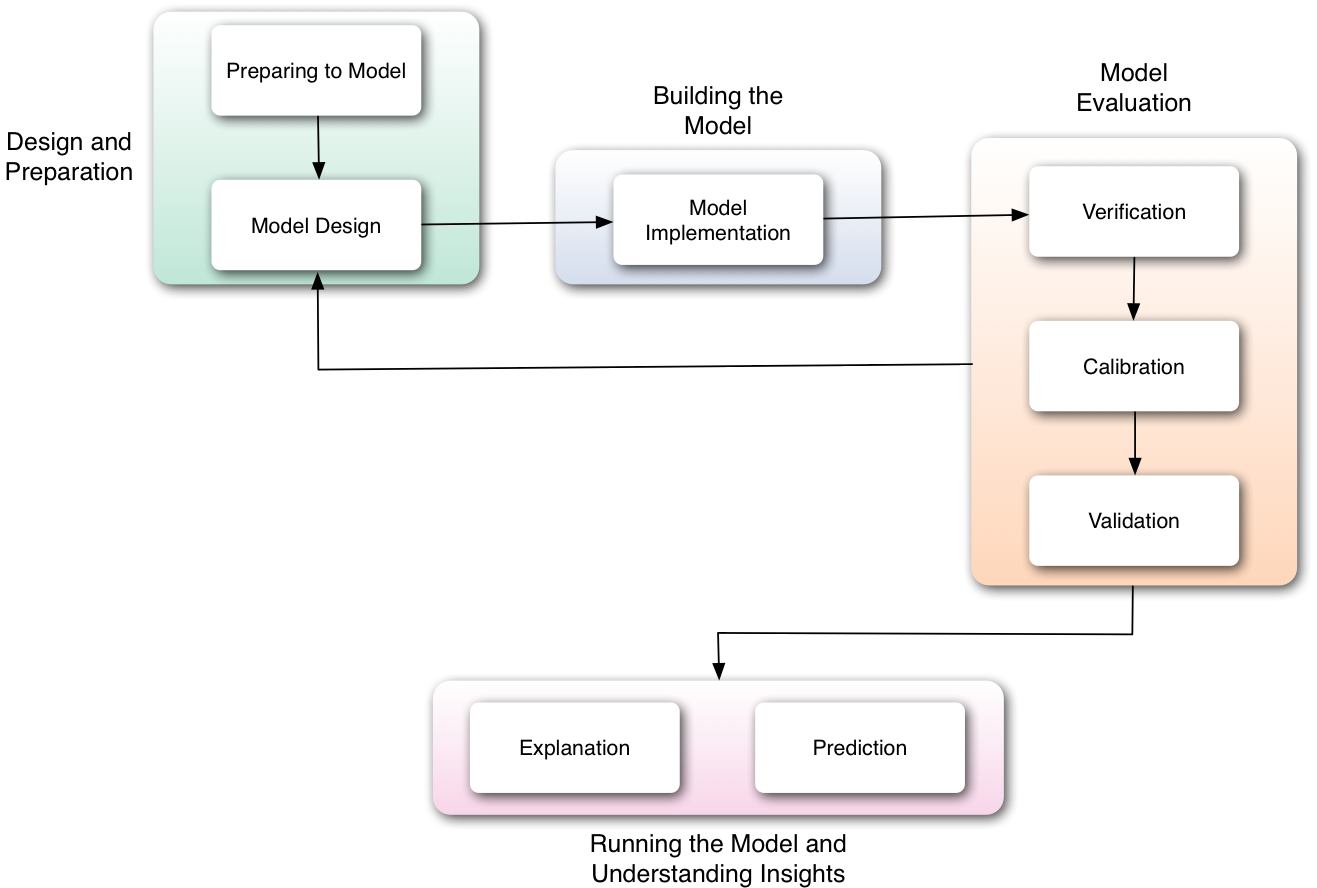 Design and
Preparation
Preparing to Model
Model Design
Building the
Model
Model
Implementation
Model
Evaluation
Verification
Calibration
Validation
Explanation
Prediction
Running the Model and
Understanding Insights